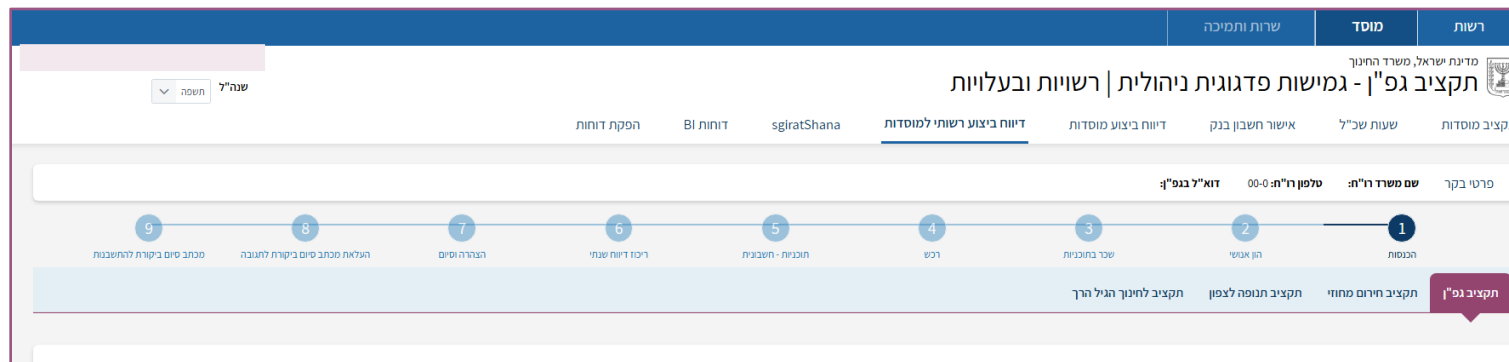 רשות מוסד שרות ותמיכה
מדינת ישראל, משרד החינוך
תקציב גפ"ן - גמישות פדגוגית ניהולית | רשויות ובעלויות
שנה"ל תשפה
קציב מוסדות שעות שכ"ל אישור חשבון בנק דיווח ביצוע מוסדות דיווח ביצוע רשותי למוסדות sgiratShana דוחות BI הפקת דוחות
פרטי בקר שם משרד רו"ח: טלפון רו"ח: 00-0 דוא"ל בגפ"ן:
1 2 3 4 5 6 7 8 9
הכנסות הון אנושי שכר בתוכניות רכש תוכניות - חשבונית ריכוז דיווח שנתי הצהרה וסיום העלאת מכתב סיום ביקורת לתגובה מכתב סיום ביקורת להתשבנות
תקציב גפ"ן תקציב חירום מחוזי תקציב תנופה לצפון תקציב לחינוך הגיל הרך